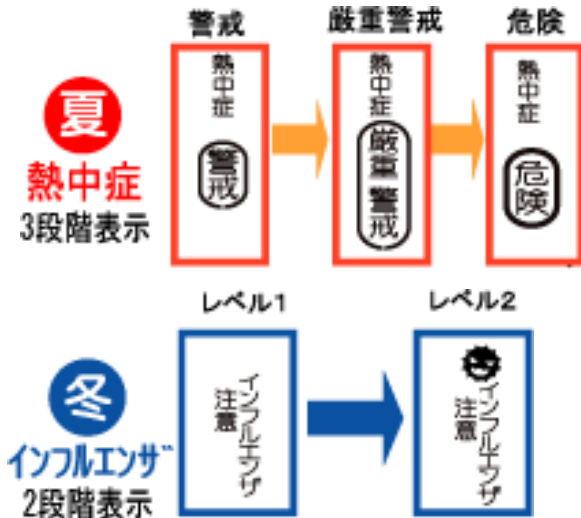 警戒
厳重警戒
危険
夏
熱中症
3段階表示
熱中症
警戒
熱中症
厳重警戒
熱中症
危険
レベル1
レベル2
冬
インフルエンザ
2段階表示
インフルエンザ
注意
インフルエンザ
注意